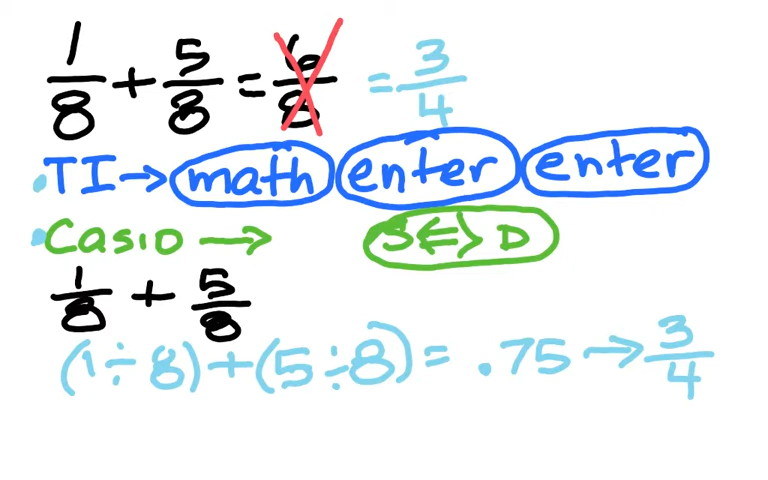 1/8 + 5/8 = 6/8 = 3/4
. TI → math enter enter
. Casio → S⇔D
1/8 + 5/8
(1 ÷ 8) + (5 ÷ 8) = .75 → 3/4